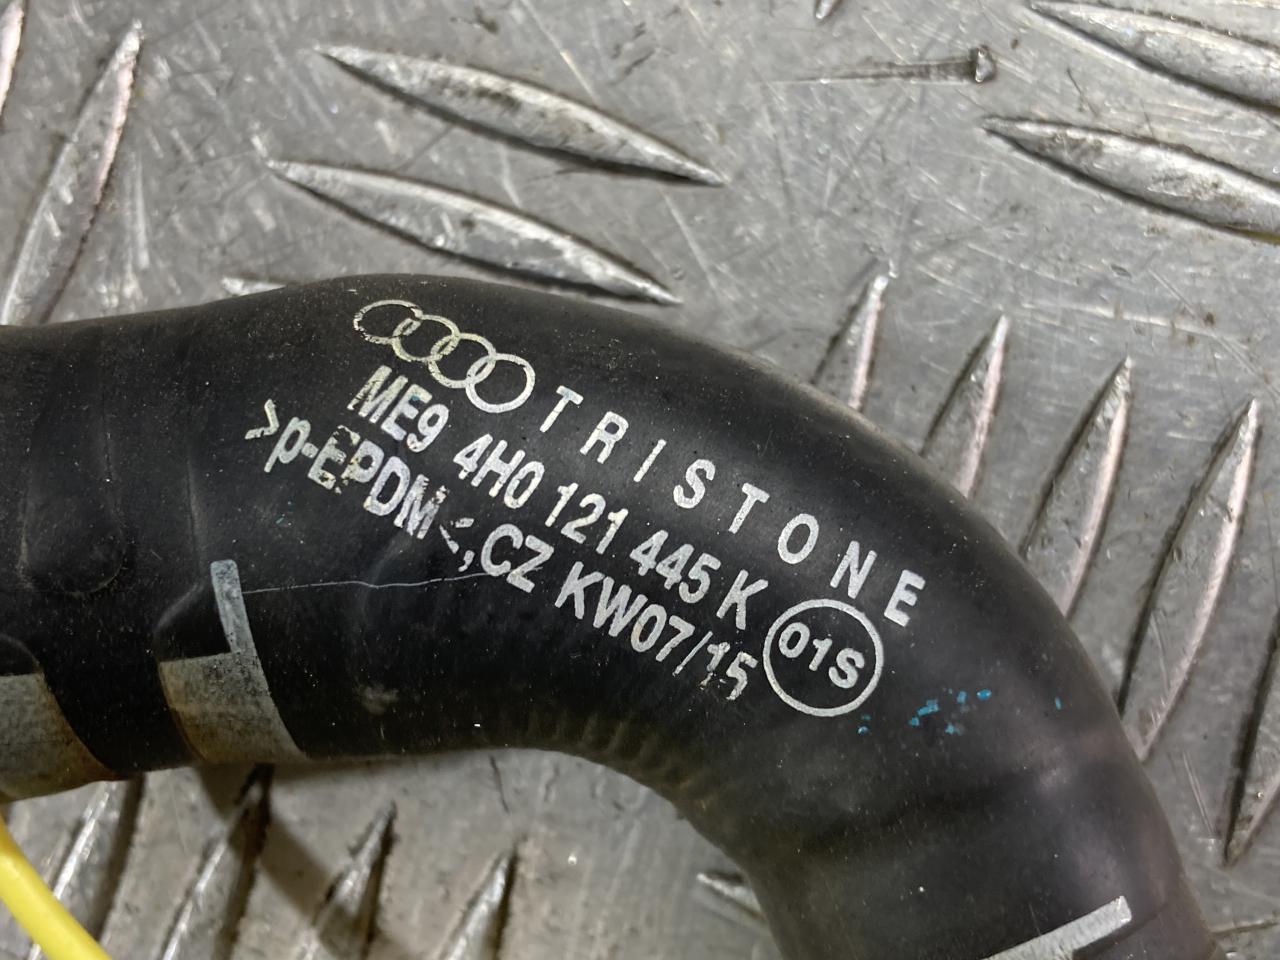 TRISTONE
ME9 4H0 121 445 K
>p-EPDM<,CZ KW07/15
01S